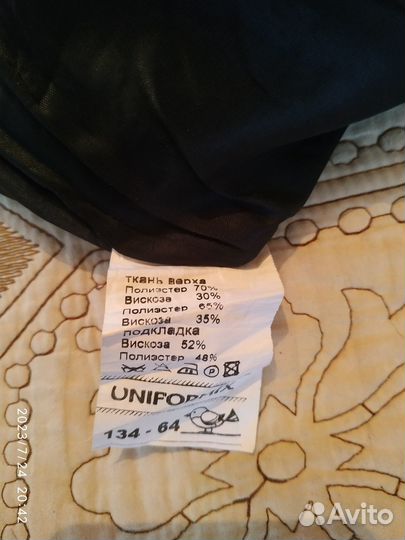 Ткань верха
Полиэстер 70%
Вискоза 30%
Полиэстер 65%
Вискоза 35%
Подкладка
Вискоза 52%
Полиэстер 48%
P
134 - 64
2023/7/24 20:42
Avito